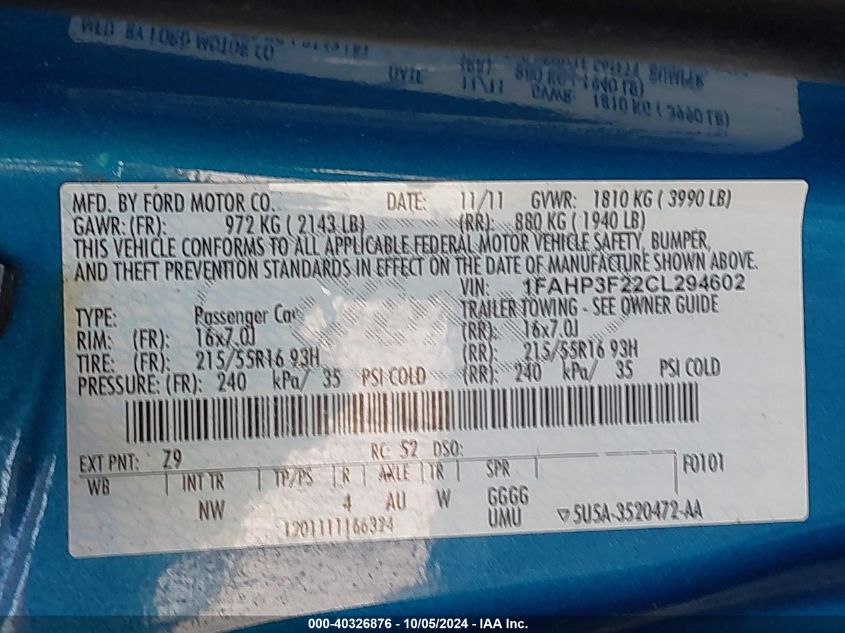 MFD. BY FORD MOTOR CO. DATE: 11/11 GVWR: 1810 KG ( 3990 LB)
GAWR: (FR): 972 KG ( 2143 LB) (RR): 880 KG ( 1940 LB)
THIS VEHICLE CONFORMS TO ALL APPLICABLE FEDERAL MOTOR VEHICLE SAFETY, BUMPER,
AND THEFT PREVENTION STANDARDS IN EFFECT ON THE DATE OF MANUFACTURE SHOWN ABOVE.
VIN: 1FAHP3F22CL294602
TYPE: Passenger Car TRAILER TOWING - SEE OWNER GUIDE
RIM: (FR): 16x7.0J (RR): 16x7.0J
TIRE: (FR): 215/55R16 93H (RR): 215/55R16 93H
PRESSURE: (FR): 240 kPa/ 35 PSI COLD (RR): 240 kPa/ 35 PSI COLD
EXT PNT: Z9 RC: 52 DSO: F0101
WB INT TR TP/PS R AXLE TR SPR
NW 4 AU W GGGG
UMU
▽5USA-3520472-AA
000-40326876 - 10/05/2024 - IAA Inc.